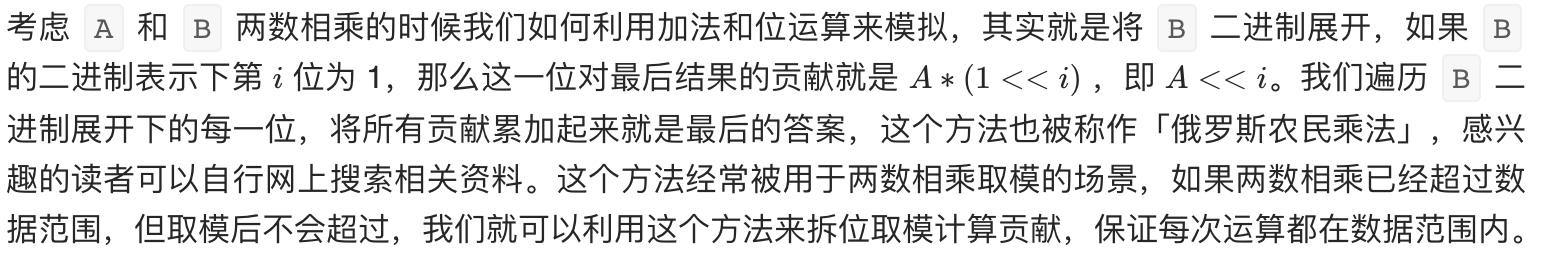 考虑 A 和 B 两数相乘的时候我们如何利用加法和位运算来模拟，其实就是将 B 二进制展开，如果 B
的二进制表示下第 i 位为 1，那么这一位对最后结果的贡献就是 A * (1 << i) ，即 A << i。我们遍历 B 二
进制展开下的每一位，将所有贡献累加起来就是最后的答案，这个方法也被称作「俄罗斯农民乘法」，感兴
趣的读者可以自行网上搜索相关资料。这个方法经常被用于两数相乘取模的场景，如果两数相乘已经超过数
据范围，但取模后不会超过，我们就可以利用这个方法来拆位取模计算贡献，保证每次运算都在数据范围内。